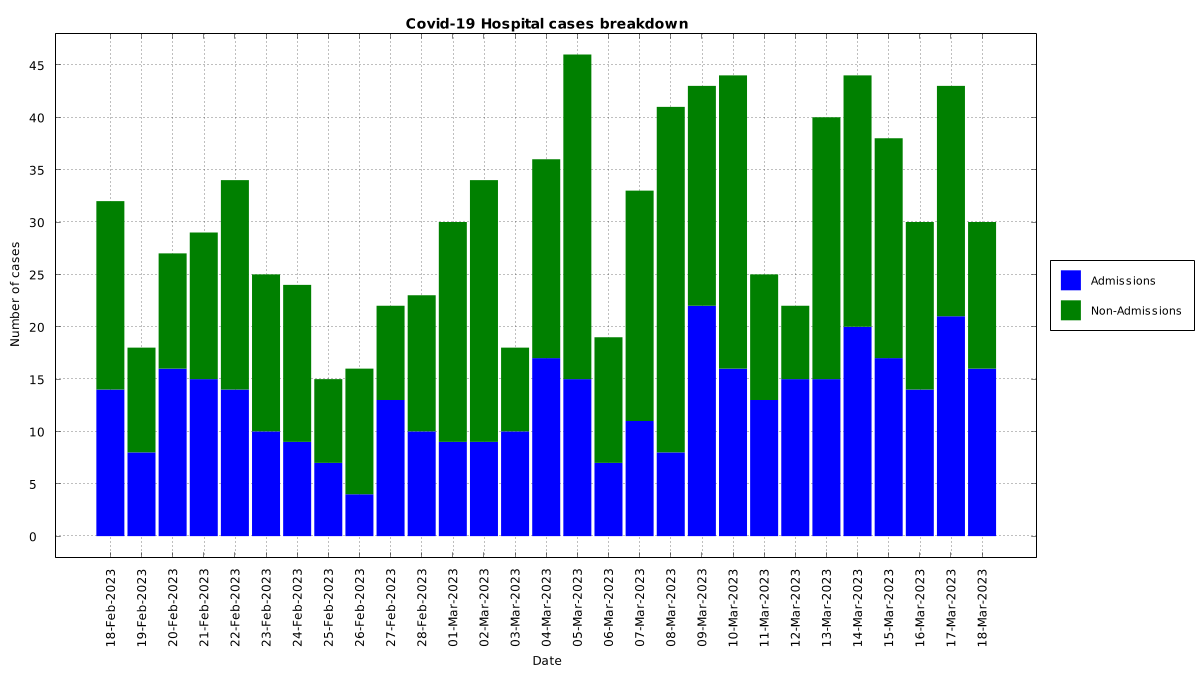 Covid-19 Hospital cases breakdown
45
40
35
30
25
20
15
10
5
0
Number of cases
18-Feb-2023
19-Feb-2023
20-Feb-2023
21-Feb-2023
22-Feb-2023
23-Feb-2023
24-Feb-2023
25-Feb-2023
26-Feb-2023
27-Feb-2023
28-Feb-2023
01-Mar-2023
02-Mar-2023
03-Mar-2023
04-Mar-2023
05-Mar-2023
06-Mar-2023
07-Mar-2023
08-Mar-2023
09-Mar-2023
10-Mar-2023
11-Mar-2023
12-Mar-2023
13-Mar-2023
14-Mar-2023
15-Mar-2023
16-Mar-2023
17-Mar-2023
18-Mar-2023
Date
Admissions
Non-Admissions